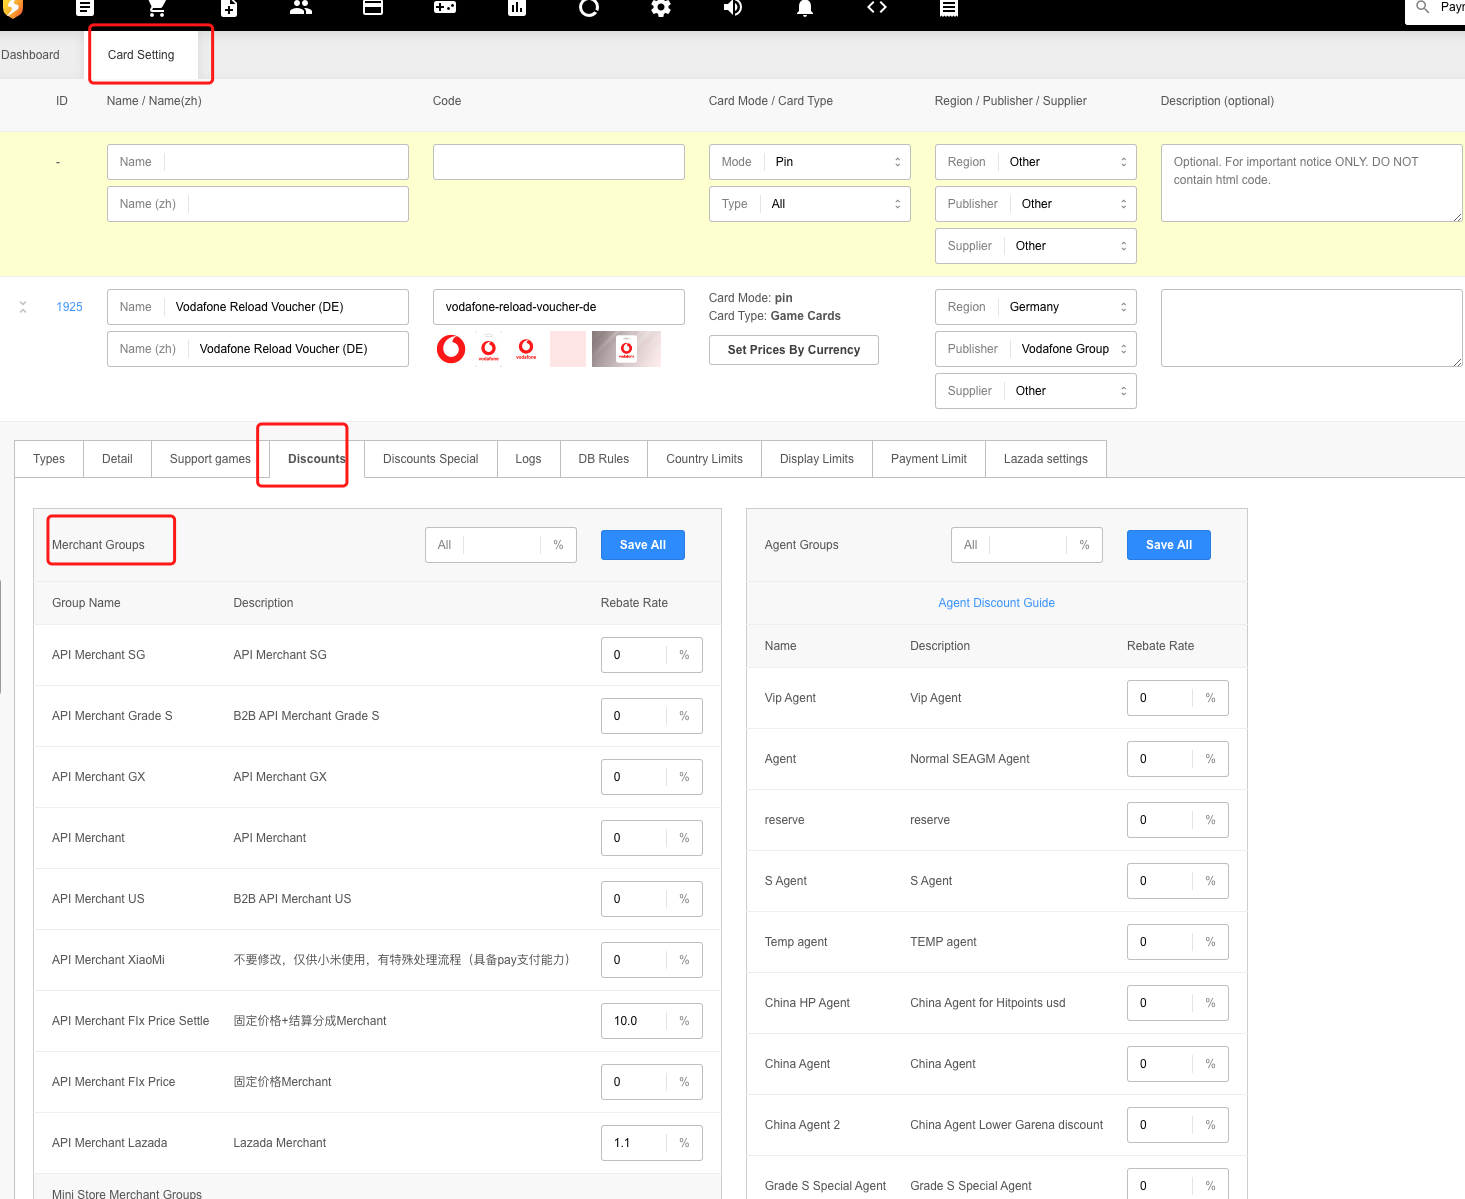 Paym
Dashboard
Card Setting
ID
Name / Name(zh)
Code
Card Mode / Card Type
Region / Publisher / Supplier
Description (optional)
-
Name
Mode
Pin
Region
Other
Optional. For important notice ONLY. DO NOT
contain html code.
Name (zh)
Type
All
Publisher
Other
Supplier
Other
1925
Name
Vodafone Reload Voucher (DE)
vodafone-reload-voucher-de
Card Mode: pin
Card Type: Game Cards
Region
Germany
Name (zh)
Vodafone Reload Voucher (DE)
vodafone
vodafone
Set Prices By Currency
Publisher
Vodafone Group
Supplier
Other
Types
Detail
Support games
Discounts
Discounts Special
Logs
DB Rules
Country Limits
Display Limits
Payment Limit
Lazada settings
Merchant Groups
All
%
Save All
Group Name
Description
Rebate Rate
API Merchant SG
API Merchant SG
0
%
API Merchant Grade S
B2B API Merchant Grade S
0
%
API Merchant GX
API Merchant GX
0
%
API Merchant
API Merchant
0
%
API Merchant US
B2B API Merchant US
0
%
API Merchant XiaoMi
不要修改，仅供小米使用，有特殊处理流程（具备pay支付能力）
0
%
API Merchant FIx Price Settle
固定价格+结算分成Merchant
10.0
%
API Merchant FIx Price
固定价格Merchant
0
%
API Merchant Lazada
Lazada Merchant
1.1
%
Mini Store Merchant Groups
Agent Groups
All
%
Save All
Agent Discount Guide
Name
Description
Rebate Rate
Vip Agent
Vip Agent
0
%
Agent
Normal SEAGM Agent
0
%
reserve
reserve
0
%
S Agent
S Agent
0
%
Temp agent
TEMP agent
0
%
China HP Agent
China Agent for Hitpoints usd
0
%
China Agent
China Agent
0
%
China Agent 2
China Agent Lower Garena discount
0
%
Grade S Special Agent
Grade S Special Agent
0
%